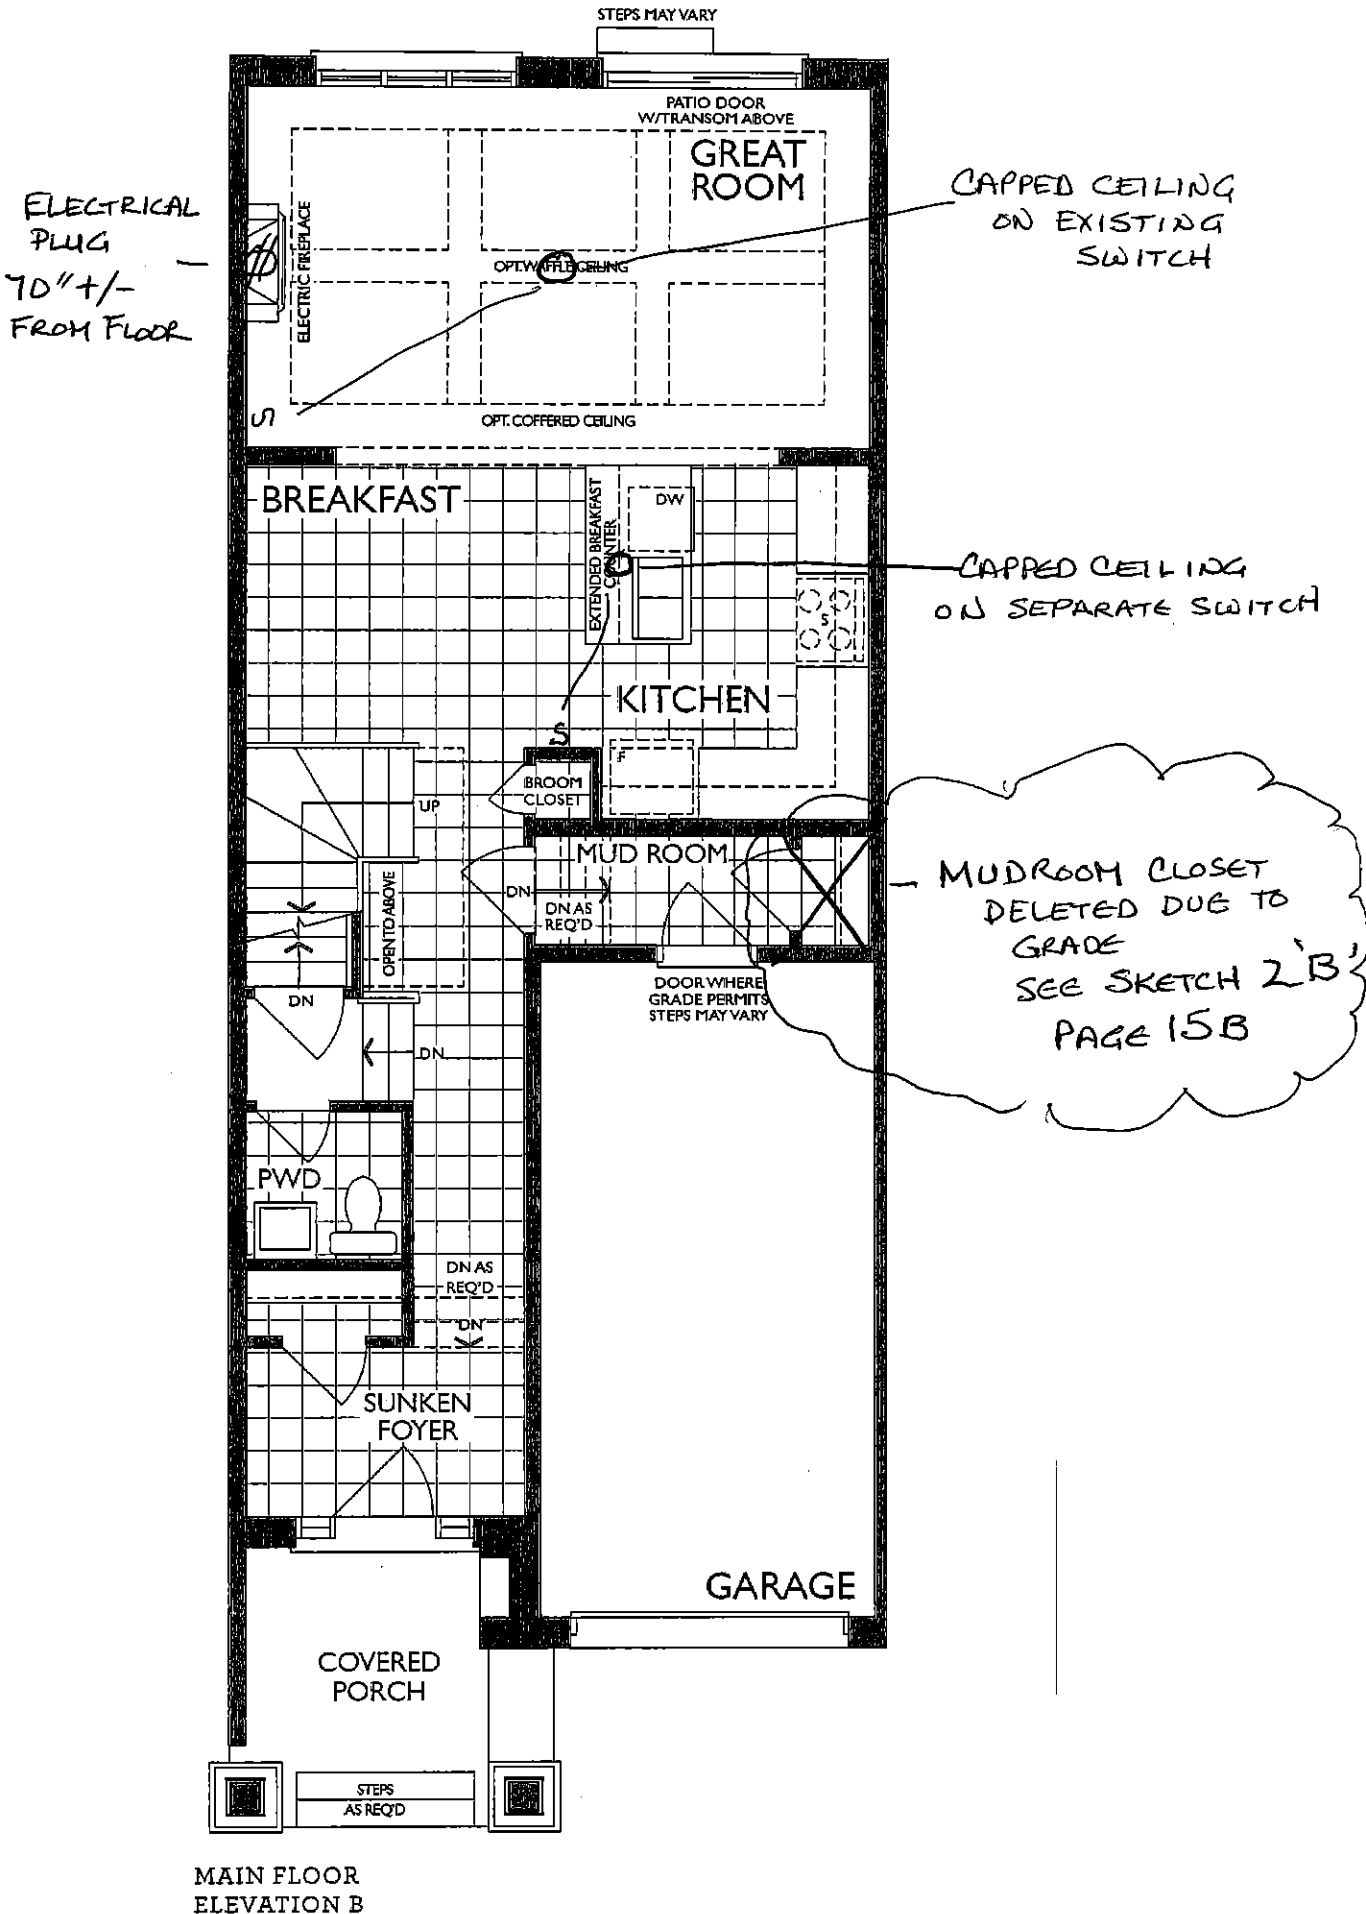 STEPS MAY VARY
PATIO DOOR
W/TRANSOM ABOVE
GREAT
ROOM
ELECTRICAL
PLUG
70"+/-
FROM FLOOR
ELECTRIC FIREPLACE
CAPPED CEILING
ON EXISTING
SWITCH
OPT. WAFFLE CEILING
S
OPT. COFFERED CEILING
BREAKFAST
EXTENDED BREAKFAST
COUNTER
DW
CAPPED CEILING
ON SEPARATE SWITCH
S
KITCHEN
S
F
BROOM
CLOSET
UP
MUD ROOM
DN
DN AS
REQ'D
OPEN TO ABOVE
MUDROOM CLOSET
DELETED DUE TO
GRADE
SEE SKETCH 2 'B'
PAGE 15B
DOOR WHERE
GRADE PERMITS
STEPS MAY VARY
DN
DN
PWD
DN AS
REQ'D
DN
SUNKEN
FOYER
GARAGE
COVERED
PORCH
STEPS
AS REQ'D
MAIN FLOOR
ELEVATION B